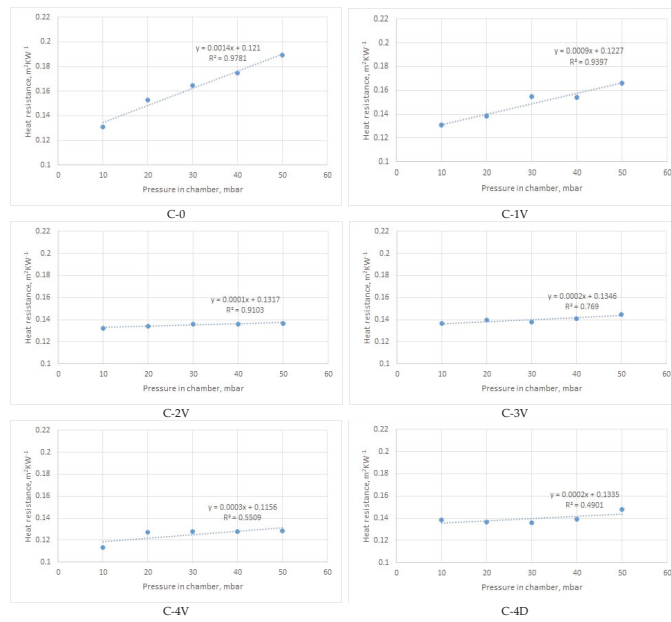 0.22
0.2
0.18
0.16
0.14
0.12
0.1
Heat resistance, m²KW⁻¹
y = 0.0014x + 0.121
R² = 0.9781
0 10 20 30 40 50 60
Pressure in chamber, mbar
C-0
0.22
0.2
0.18
0.16
0.14
0.12
0.1
Heat resistance, m²KW⁻¹
y = 0.0009x + 0.1227
R² = 0.9397
0 10 20 30 40 50 60
Pressure in chamber, mbar
C-1V
0.22
0.2
0.18
0.16
0.14
0.12
0.1
Heat resistance, m²KW⁻¹
y = 0.0001x + 0.1317
R² = 0.9103
0 10 20 30 40 50 60
Pressure in chamber, mbar
C-2V
0.22
0.2
0.18
0.16
0.14
0.12
0.1
Heat resistance, m²KW⁻¹
y = 0.0002x + 0.1346
R² = 0.769
0 10 20 30 40 50 60
Pressure in chamber, mbar
C-3V
0.22
0.2
0.18
0.16
0.14
0.12
0.1
Heat resistance, m²KW⁻¹
y = 0.0003x + 0.1156
R² = 0.5509
0 10 20 30 40 50 60
Pressure in chamber, mbar
C-4V
0.22
0.2
0.18
0.16
0.14
0.12
0.1
Heat resistance, m²KW⁻¹
y = 0.0002x + 0.1335
R² = 0.4901
0 10 20 30 40 50 60
Pressure in chamber, mbar
C-4D